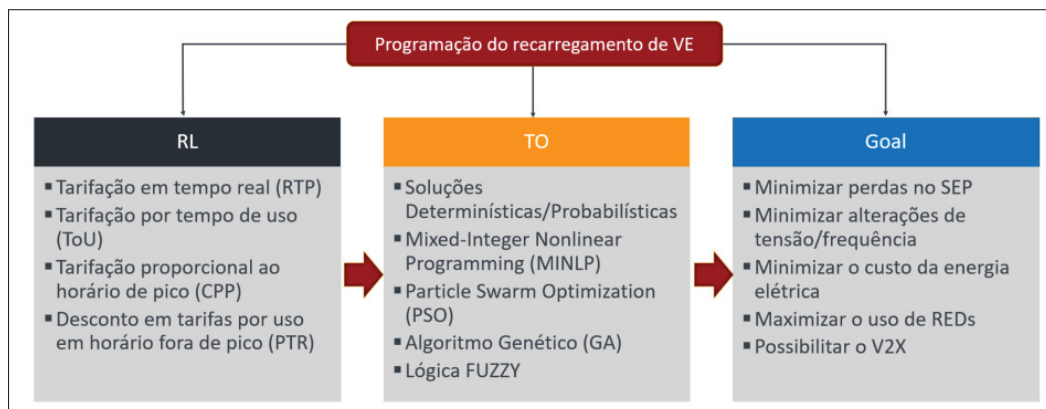 Programação do recarregamento de VE
RL
▪ Tarifação em tempo real (RTP)
▪ Tarifação por tempo de uso
(ToU)
▪ Tarifação proporcional ao
horário de pico (CPP)
▪ Desconto em tarifas por uso
em horário fora de pico (PTR)
TO
▪ Soluções
Determinísticas/Probabilísticas
▪ Mixed-Integer Nonlinear
Programming (MINLP)
▪ Particle Swarm Optimization
(PSO)
▪ Algoritmo Genético (GA)
▪ Lógica FUZZY
Goal
▪ Minimizar perdas no SEP
▪ Minimizar alterações de
tensão/frequência
▪ Minimizar o custo da energia
elétrica
▪ Maximizar o uso de REDs
▪ Possibilitar o V2X